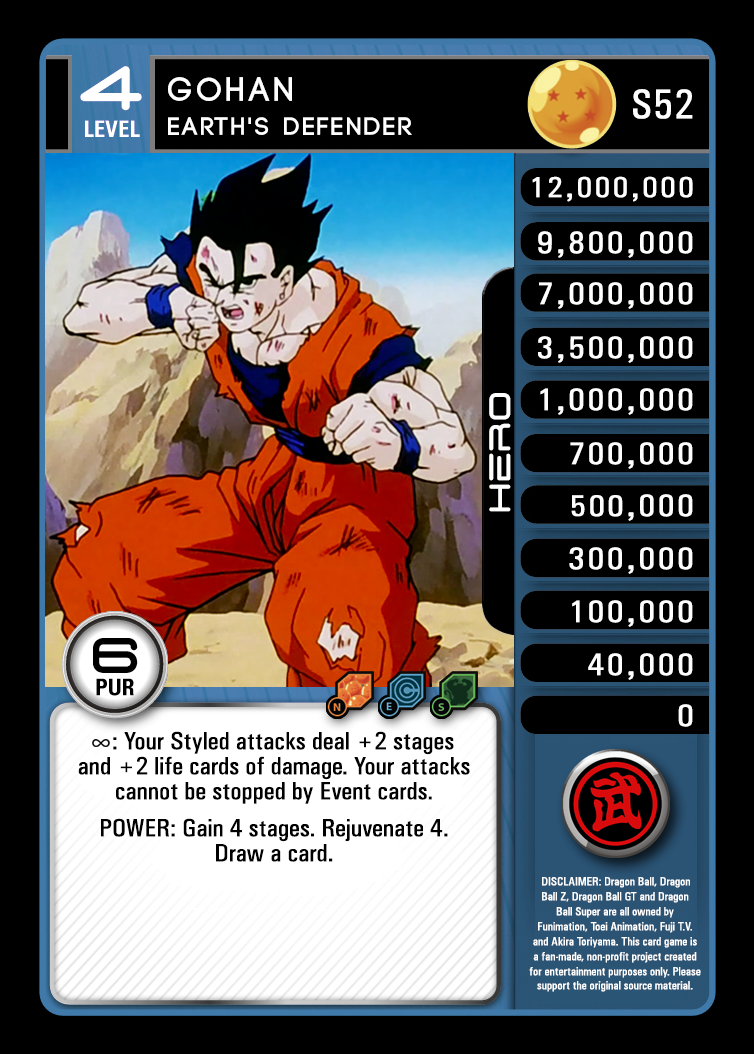 4
LEVEL
GOHAN
EARTH'S DEFENDER
S52
12,000,000
9,800,000
7,000,000
3,500,000
1,000,000
700,000
500,000
300,000
100,000
40,000
0
HERO
6
PUR
N
E
S
∞: Your Styled attacks deal +2 stages
and +2 life cards of damage. Your attacks
cannot be stopped by Event cards.
POWER: Gain 4 stages. Rejuvenate 4.
Draw a card.
武
DISCLAIMER: Dragon Ball, Dragon
Ball Z, Dragon Ball GT and Dragon
Ball Super are all owned by
Funimation, Toei Animation, Fuji T.V.
and Akira Toriyama. This card game is
a fan-made, non-profit project created
for entertainment purposes only. Please
support the original source material.